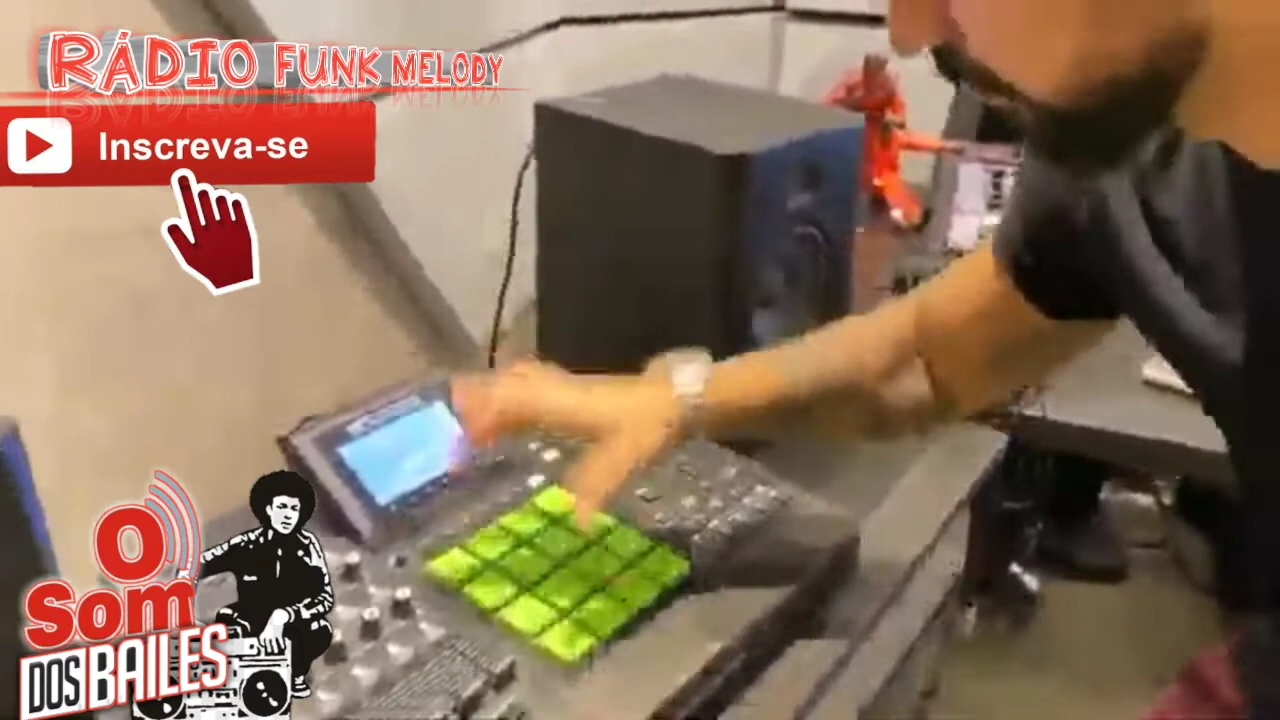 RÁDIO FUNK MELODY
Inscreva-se
O
Som
DOS BAILES